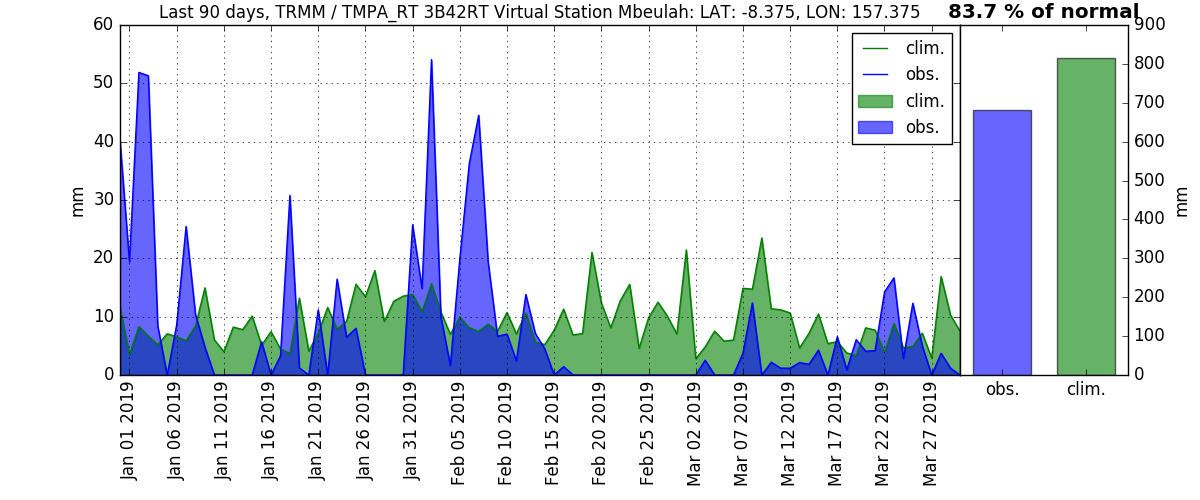 Last 90 days, TRMM / TMPA_RT 3B42RT Virtual Station Mbeulah: LAT: -8.375, LON: 157.375
83.7 % of normal
60
50
40
30
20
10
0
mm
clim.
obs.
clim.
obs.
Jan 01 2019
Jan 06 2019
Jan 11 2019
Jan 16 2019
Jan 21 2019
Jan 26 2019
Jan 31 2019
Feb 05 2019
Feb 10 2019
Feb 15 2019
Feb 20 2019
Feb 25 2019
Mar 02 2019
Mar 07 2019
Mar 12 2019
Mar 17 2019
Mar 22 2019
Mar 27 2019
900
800
700
600
500
400
300
200
100
0
mm
obs.
clim.